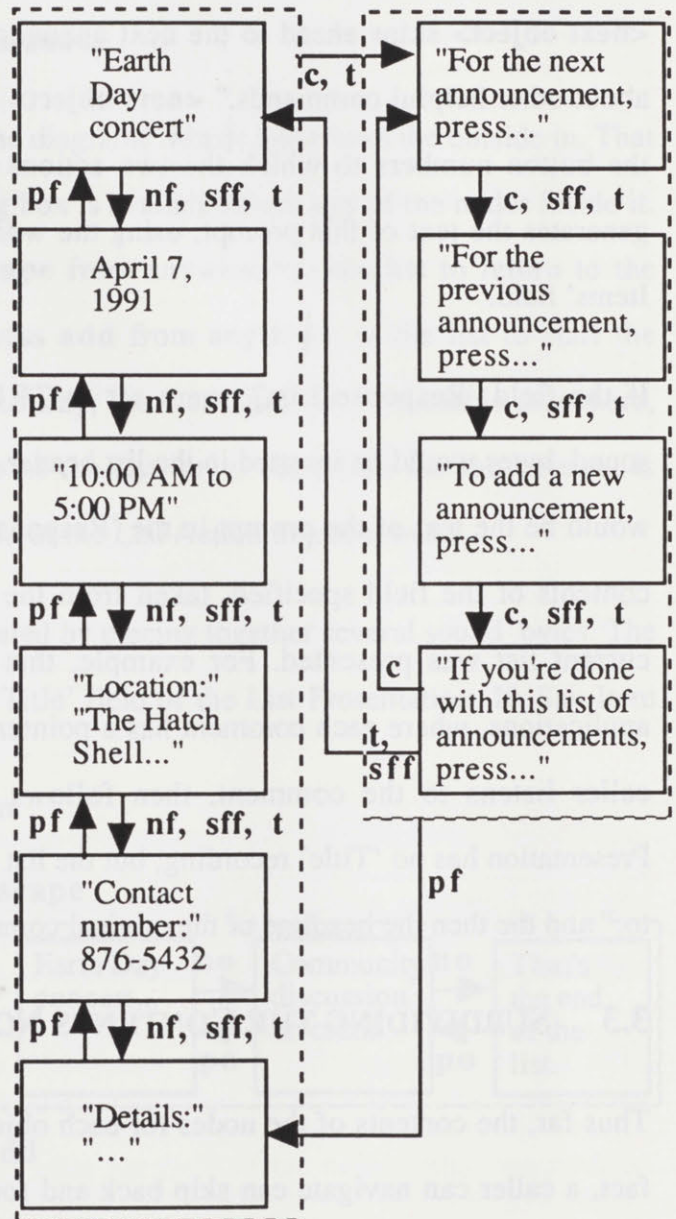 "Earth
Day
concert"
c, t
"For the next
announcement,
press..."
pf
nf, sff, t
c, sff, t
April 7,
1991
"For the
previous
announcement,
press..."
pf
nf, sff, t
c, sff, t
"10:00 AM to
5:00 PM"
"To add a new
announcement,
press..."
pf
nf, sff, t
c, sff, t
"Location:"
"The Hatch
Shell..."
c
t,
sff
"If you're done
with this list of
announcements,
press..."
pf
nf, sff, t
pf
"Contact
number:"
876-5432
pf
nf, sff, t
"Details:"
"..."